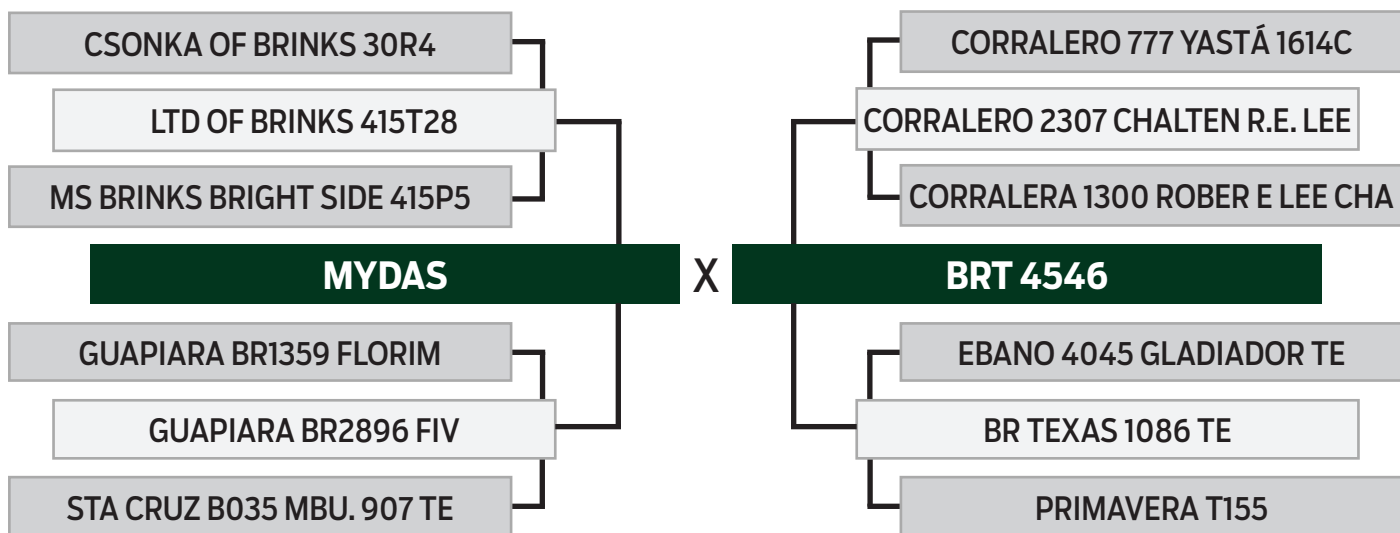 CSONKA OF BRINKS 30R4
LTD OF BRINKS 415T28
MS BRINKS BRIGHT SIDE 415P5
MYDAS
GUAPIARA BR1359 FLORIM
GUAPIARA BR2896 FIV
STA CRUZ B035 MBU. 907 TE
X
CORRALERO 777 YASTÁ 1614C
CORRALERO 2307 CHALTEN R.E. LEE
CORRALERA 1300 ROBER E LEE CHA
BRT 4546
EBANO 4045 GLADIADOR TE
BR TEXAS 1086 TE
PRIMAVERA T155